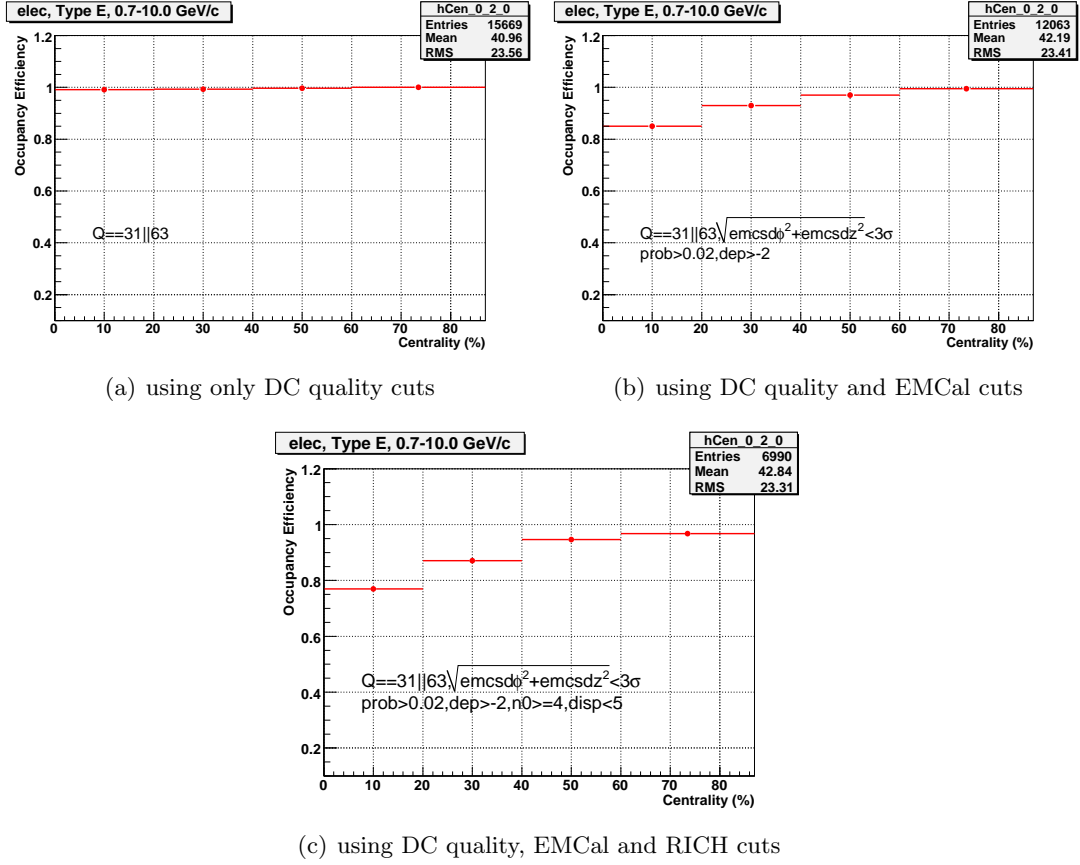 elec, Type E, 0.7-10.0 GeV/c
hCen_0_2_0
Entries 15669
Mean 40.96
RMS 23.56
Occupancy Efficiency
1.2
1
0.8
0.6
0.4
0.2
Q==31||63
0 10 20 30 40 50 60 70 80
Centrality (%)
(a) using only DC quality cuts
elec, Type E, 0.7-10.0 GeV/c
hCen_0_2_0
Entries 12063
Mean 42.19
RMS 23.41
Occupancy Efficiency
1.2
1
0.8
0.6
0.4
0.2
Q==31||63,√emcsdϕ²+emcsdz²<3σ
prob>0.02,dep>-2
0 10 20 30 40 50 60 70 80
Centrality (%)
(b) using DC quality and EMCal cuts
elec, Type E, 0.7-10.0 GeV/c
hCen_0_2_0
Entries 6990
Mean 42.84
RMS 23.31
Occupancy Efficiency
1.2
1
0.8
0.6
0.4
0.2
Q==31||63,√emcsdϕ²+emcsdz²<3σ
prob>0.02,dep>-2,n0>=4,disp<5
0 10 20 30 40 50 60 70 80
Centrality (%)
(c) using DC quality, EMCal and RICH cuts